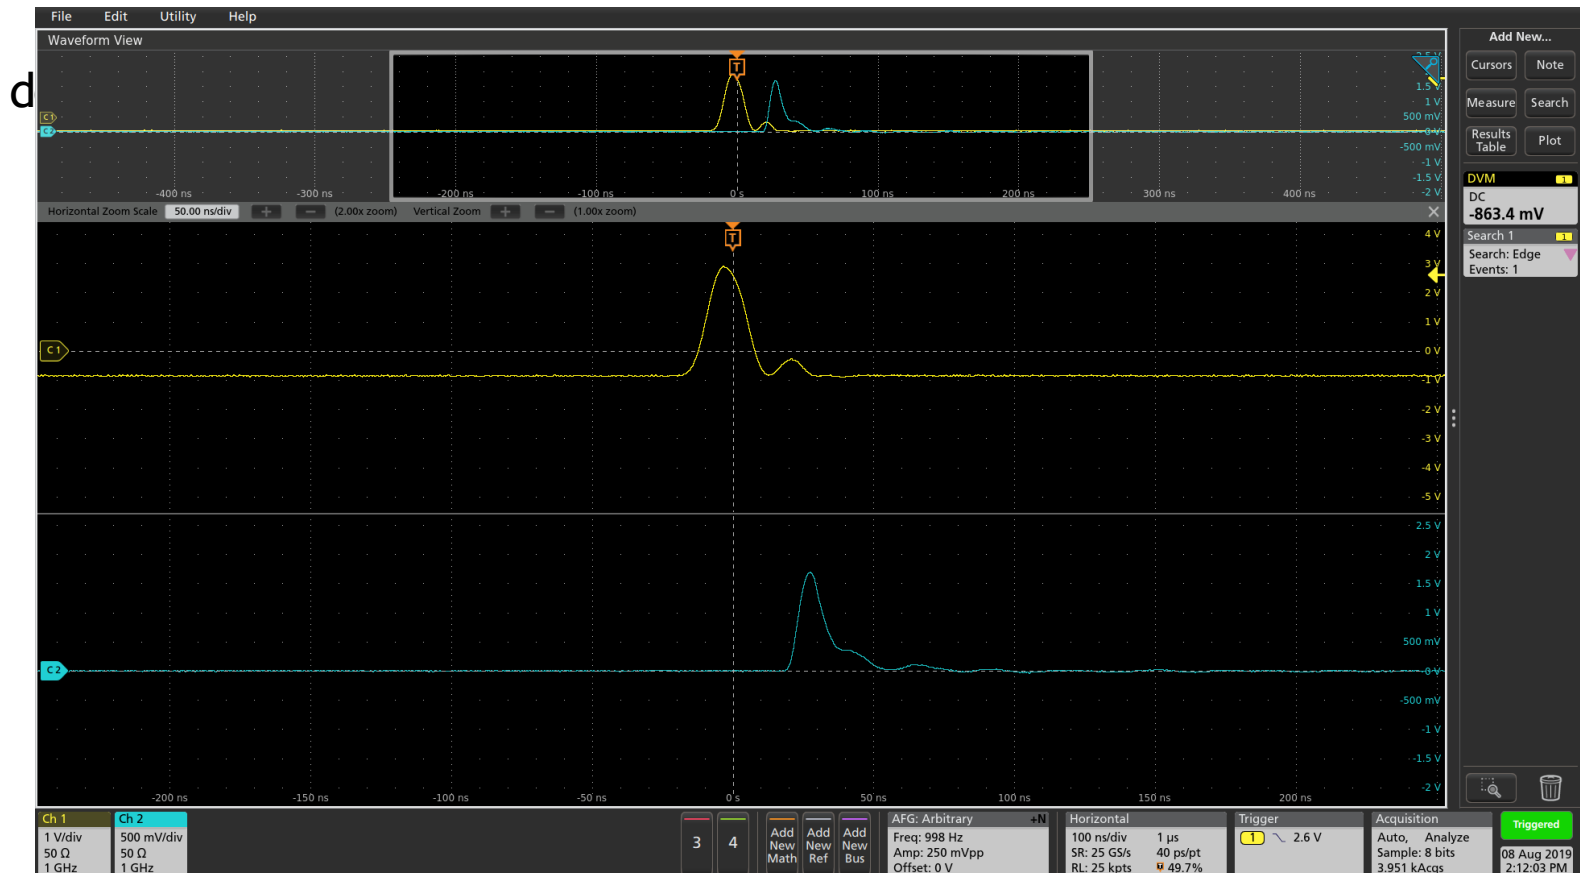 File Edit Utility Help
Waveform View
Add New...
d
Cursors Note
Measure Search
Results Table Plot
T
2.5 V
1.5 V
1 V
500 mV
0 V
-500 mV
-1 V
-1.5 V
-2 V
C1
C2
-400 ns -300 ns -200 ns -100 ns 0 s 100 ns 200 ns 300 ns 400 ns
Horizontal Zoom Scale 50.00 ns/div + − (2.00x zoom) Vertical Zoom + − (1.00x zoom) ×
DVM 1
DC
-863.4 mV
Search 1 1
Search: Edge
Events: 1
T
4 V
3 V
2 V
1 V
C 1 0 V
-1 V
-2 V
-3 V
-4 V
-5 V
2.5 V
2 V
1.5 V
1 V
500 mV
C 2 0 V
-500 mV
-1 V
-1.5 V
-2 V
-200 ns -150 ns -100 ns -50 ns 0 s 50 ns 100 ns 150 ns 200 ns
Ch 1
1 V/div
50 Ω
1 GHz
Ch 2
500 mV/div
50 Ω
1 GHz
3 4
Add New Math
Add New Ref
Add New Bus
AFG: Arbitrary +N
Freq: 998 Hz
Amp: 250 mVpp
Offset: 0 V
Horizontal
100 ns/div 1 µs
SR: 25 GS/s 40 ps/pt
RL: 25 kpts 49.7%
Trigger
1 2.6 V
Acquisition
Auto, Analyze
Sample: 8 bits
3.951 kAcqs
Triggered
08 Aug 2019
2:12:03 PM